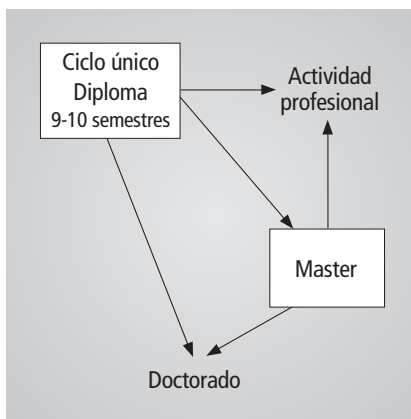 Ciclo único
Diploma
9-10 semestres
Actividad
profesional
Master
Doctorado